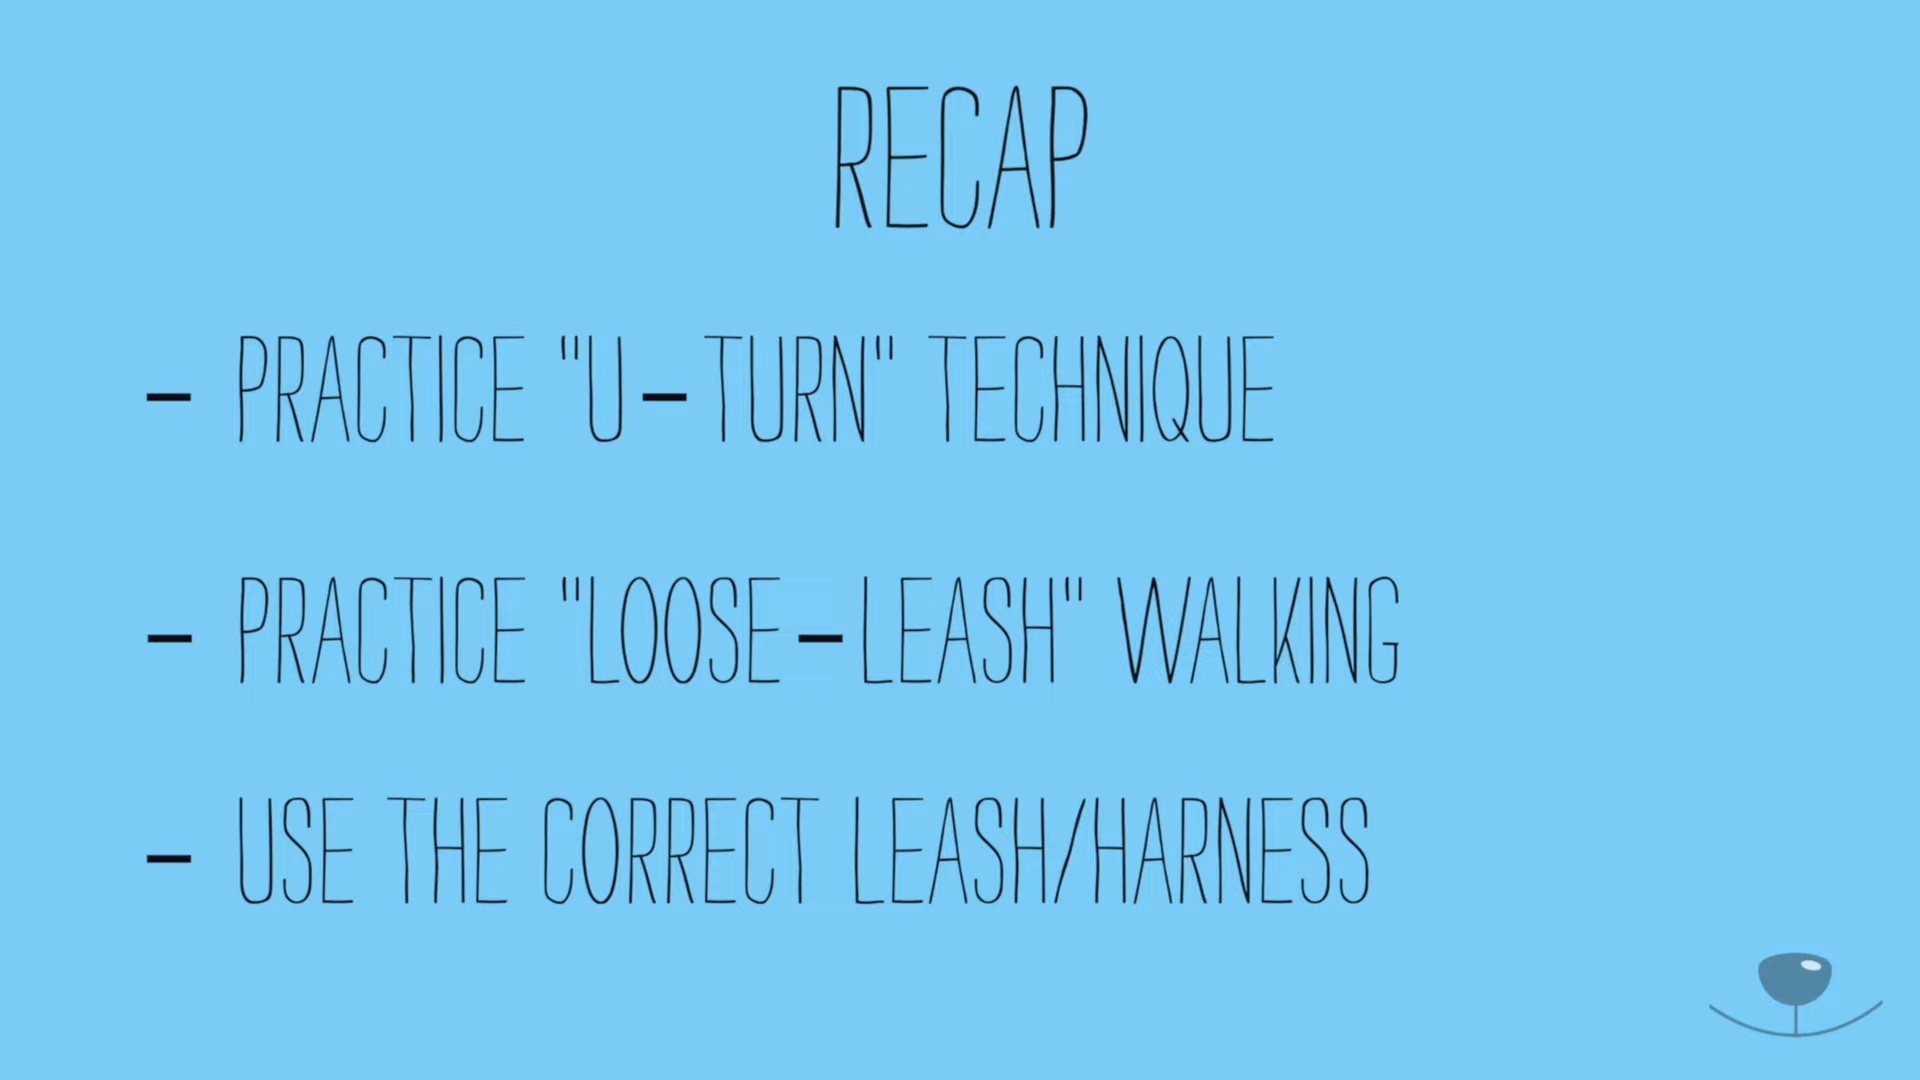 RECAP
- PRACTICE "U-TURN" TECHNIQUE
- PRACTICE "LOOSE-LEASH" WALKING
- USE THE CORRECT LEASH/HARNESS